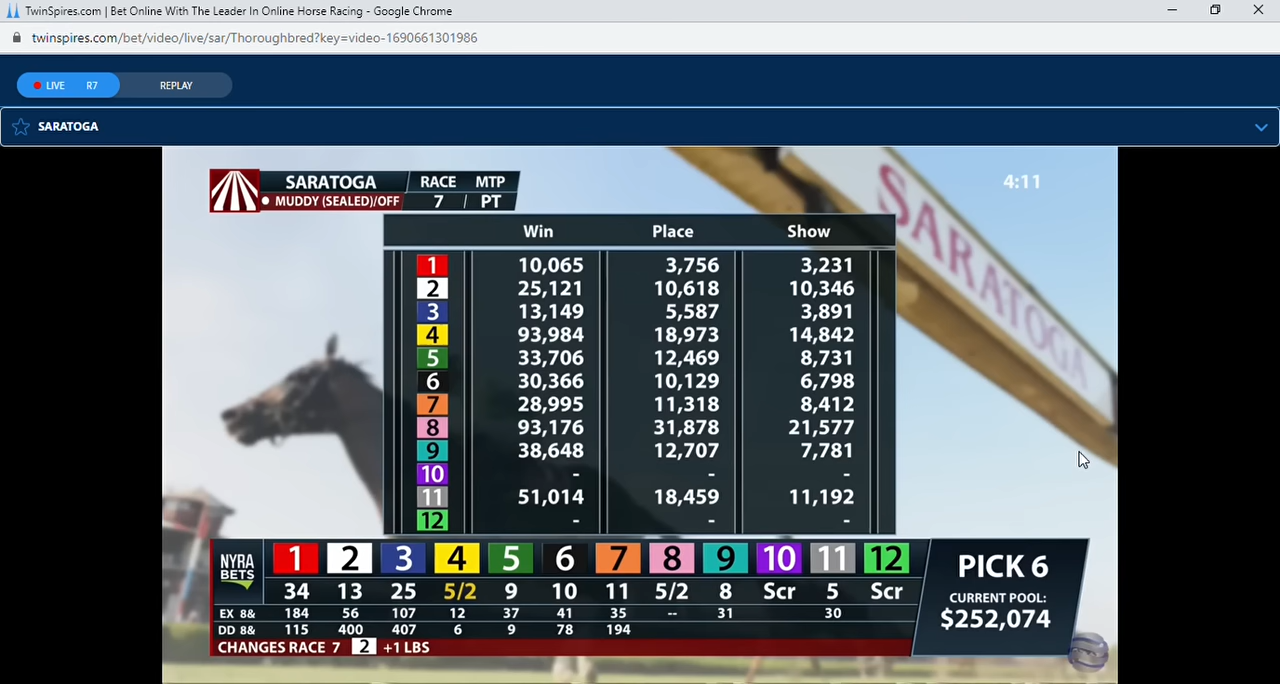 TwinSpires.com | Bet Online With The Leader In Online Horse Racing - Google Chrome
twinspires.com/bet/video/live/sar/Thoroughbred?key=video-1690661301986
LIVE R7 REPLAY
SARATOGA
SARATOGA RACE MTP
MUDDY (SEALED)/OFF 7 / PT
4:11
SARATOGA
Win Place Show
1 10,065 3,756 3,231
2 25,121 10,618 10,346
3 13,149 5,587 3,891
4 93,984 18,973 14,842
5 33,706 12,469 8,731
6 30,366 10,129 6,798
7 28,995 11,318 8,412
8 93,176 31,878 21,577
9 38,648 12,707 7,781
10 - - -
11 51,014 18,459 11,192
12 - - -
NYRA BETS
1 2 3 4 5 6 7 8 9 10 11 12
34 13 25 5/2 9 10 11 5/2 8 Scr 5 Scr
EX 8& 184 56 107 12 37 41 35 -- 31 30
DD 8& 115 400 407 6 9 78 194
CHANGES RACE 7 2 +1 LBS
PICK 6
CURRENT POOL:
$252,074